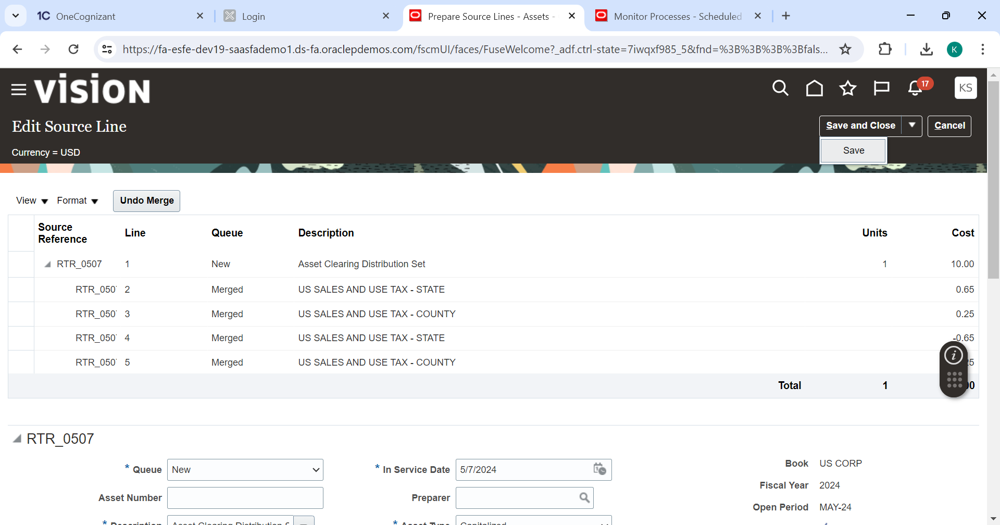 1C OneCognizant
Login
Prepare Source Lines - Assets -
Monitor Processes - Scheduled
https://fa-esfe-dev19-saasfademo1.ds-fa.oraclepdemos.com/fscmUI/faces/FuseWelcome?_adf.ctrl-state=7iwqxf985_5&fnd=%3B%3B%3B%3Bfals...
K
VISION
17
KS
Edit Source Line
Save and Close
Cancel
Currency = USD
Save
View Format Undo Merge
Source Reference Line Queue Description Units Cost
RTR_0507 1 New Asset Clearing Distribution Set 1 10.00
RTR_050 2 Merged US SALES AND USE TAX - STATE 0.65
RTR_050 3 Merged US SALES AND USE TAX - COUNTY 0.25
RTR_050 4 Merged US SALES AND USE TAX - STATE -0.65
RTR_050 5 Merged US SALES AND USE TAX - COUNTY
Total 1
RTR_0507
* Queue New * In Service Date 5/7/2024 Book US CORP
Fiscal Year 2024
Asset Number Preparer
Open Period MAY-24
* Description Asset Clearing Distribution S * Asset Type Capitalized